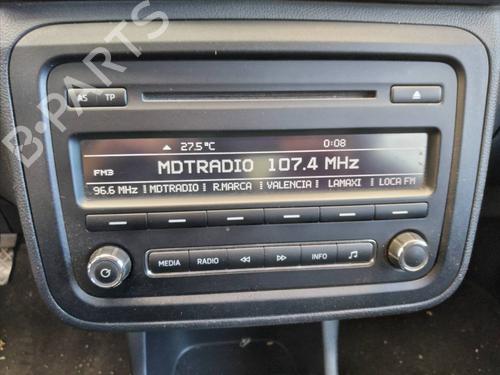 B-PARTS
AS TP
27.5°C 0:08
FM3 MDTRADIO 107.4 MHz
96.6 MHz MDTRADIO R.MARCA VALENCIA LAMAXI LOCA FM
MEDIA RADIO INFO